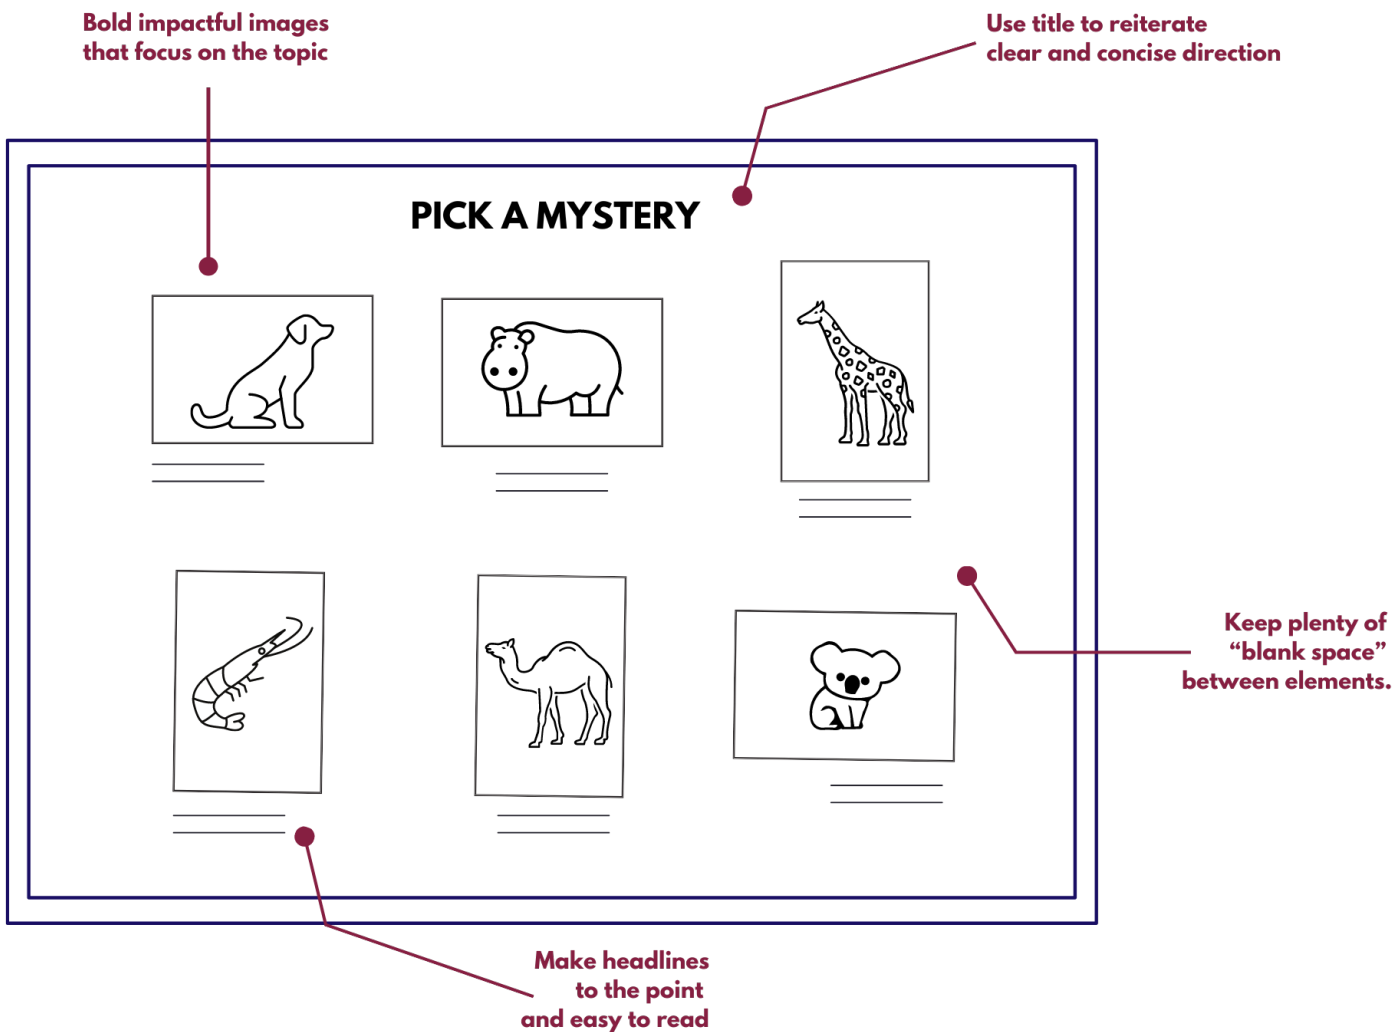 Bold impactful images
that focus on the topic
Use title to reiterate
clear and concise direction
PICK A MYSTERY
Keep plenty of
“blank space”
between elements.
Make headlines
to the point
and easy to read